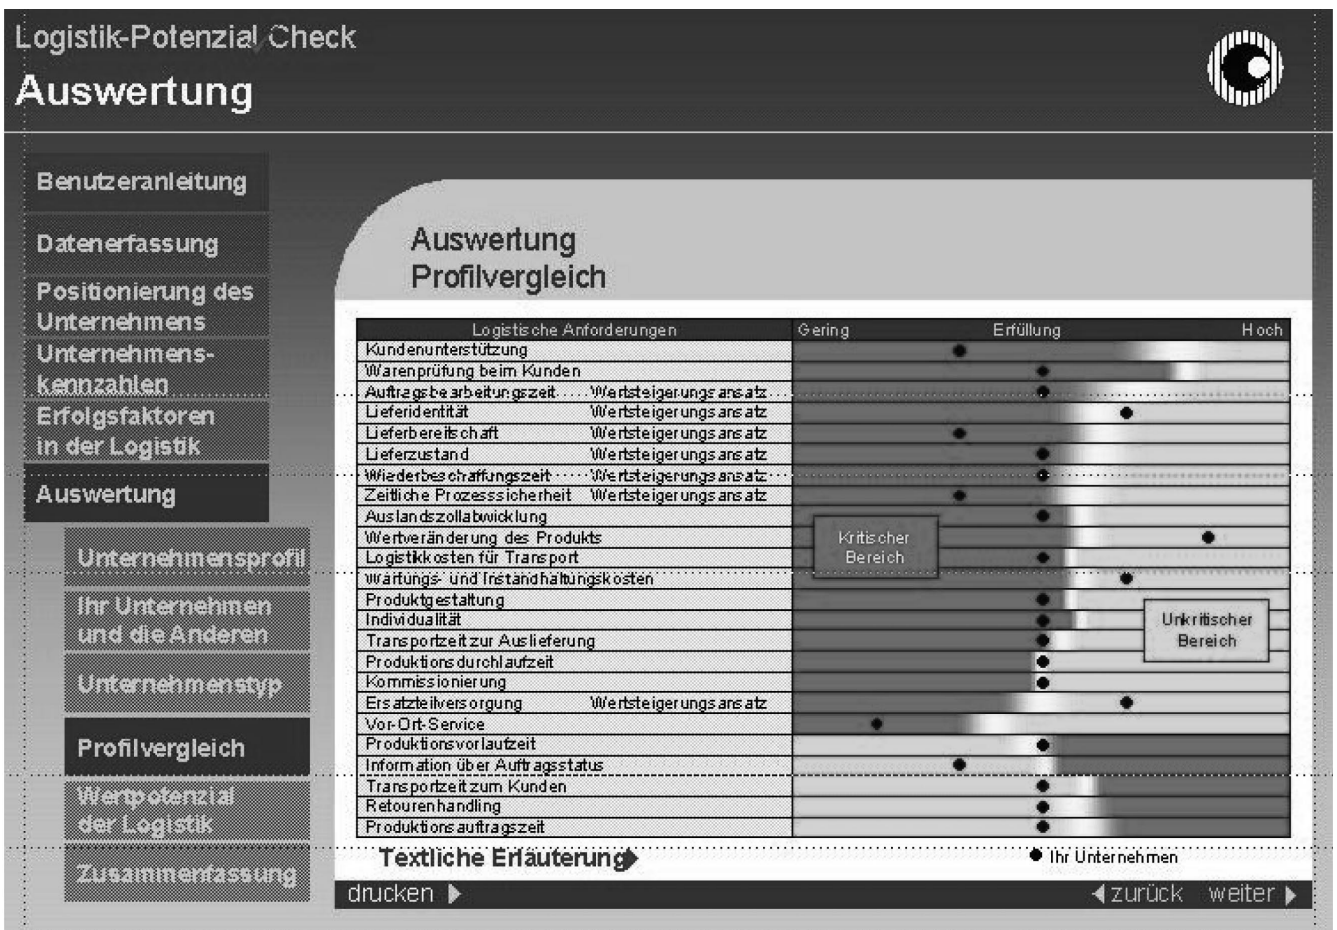 Logistik-Potenzial Check
Auswertung
Benutzeranleitung
Datenerfassung
Positionierung des
Unternehmens
Unternehmens-
kennzahlen
Erfolgsfaktoren
in der Logistik
Auswertung
Unternehmensprofil
Ihr Unternehmen
und die Anderen
Unternehmenstyp
Profilvergleich
Wertpotenzial
der Logistik
Zusammenfassung
Auswertung
Profilvergleich
Logistische Anforderungen Gering Erfüllung Hoch
Kundenunterstützung
Warenprüfung beim Kunden
Auftragsbearbeitungszeit Wertsteigerungsansatz
Lieferidentität Wertsteigerungsansatz
Lieferbereitschaft Wertsteigerungsansatz
Lieferzustand Wertsteigerungsansatz
Wiederbeschaffungszeit Wertsteigerungsansatz
Zeitliche Prozesssicherheit Wertsteigerungsansatz
Auslandszollabwicklung
Wertveränderung des Produkts
Logistikkosten für Transport
Wartungs- und Instandhaltungskosten
Produktgestaltung
Individualität
Transportzeit zur Auslieferung
Produktionsdurchlaufzeit
Kommissionierung
Ersatzteilversorgung Wertsteigerungsansatz
Vor-Ort-Service
Produktionsvorlaufzeit
Information über Auftragsstatus
Transportzeit zum Kunden
Retourenhandling
Produktionsauftragszeit
Kritischer
Bereich
Unkritischer
Bereich
Textliche Erläuterung
Ihr Unternehmen
drucken
zurück weiter